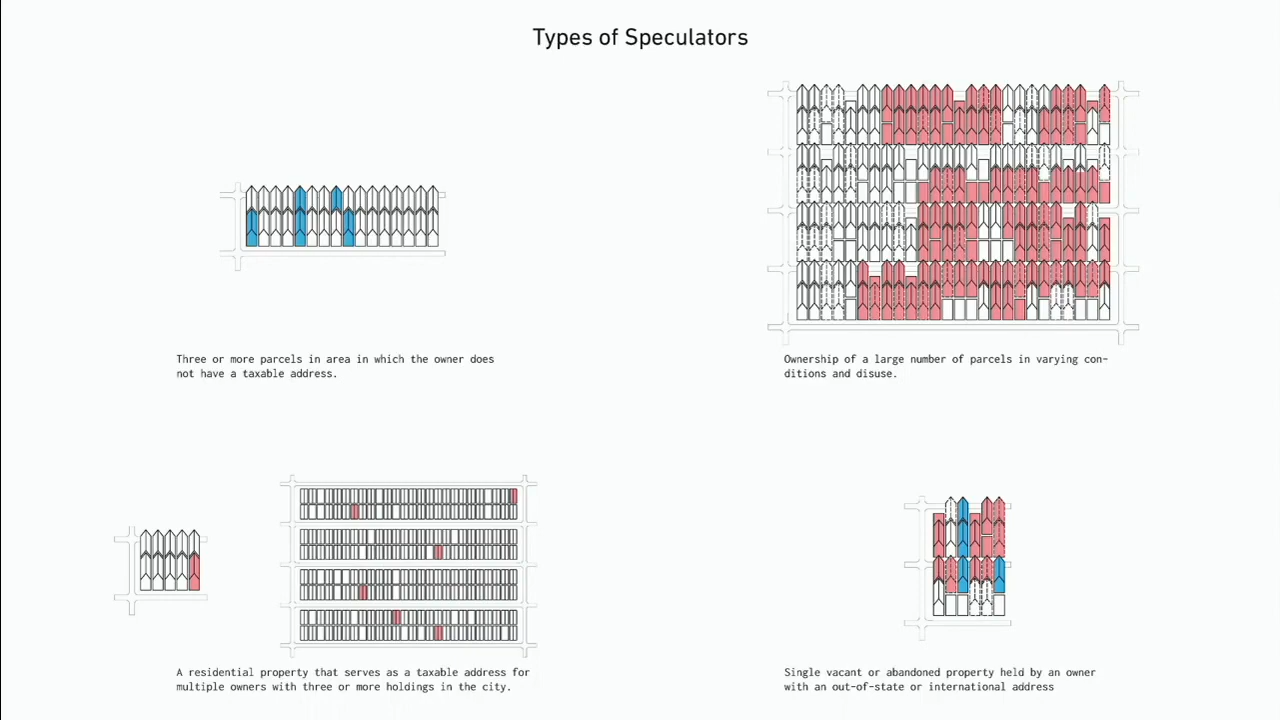 Types of Speculators
Three or more parcels in area in which the owner does
not have a taxable address.
Ownership of a large number of parcels in varying con-
ditions and disuse.
A residential property that serves as a taxable address for
multiple owners with three or more holdings in the city.
Single vacant or abandoned property held by an owner
with an out-of-state or international address